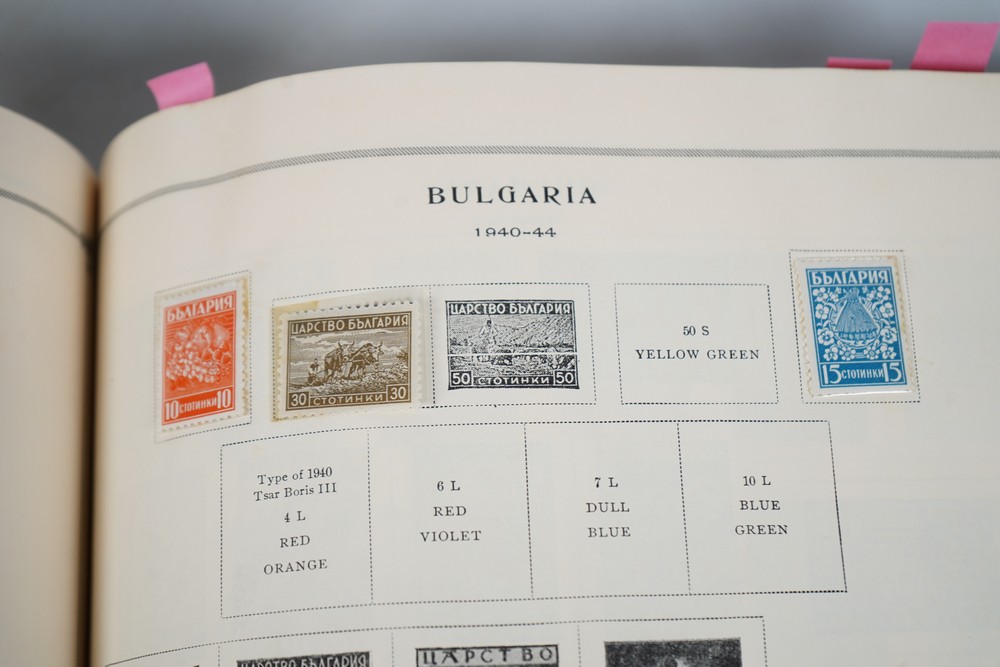 BULGARIA
1940-44
БЪЛГАРИЯ
10 СТОТИНКИ 10
ЦАРСТВО БЪЛГАРИЯ
30 СТОТИНКИ 30
ЦАРСТВО БЪЛГАРИЯ
50 СТОТИНКИ 50
50 S
YELLOW GREEN
БЪЛГАРИЯ
15 СТОТИНКИ 15
Type of 1940
Tsar Boris III
4 L
RED
ORANGE
6 L
RED
VIOLET
7 L
DULL
BLUE
10 L
BLUE
GREEN
ЦАРСТВО БЪЛГАРИЯ
ЦАРСТВО